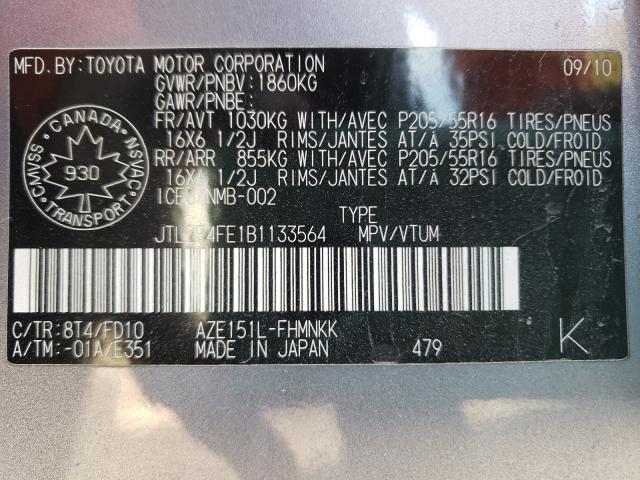 MFD.BY:TOYOTA MOTOR CORPORATION 09/10
GVWR/PNBV:1860KG
GAWR/PNBE:
FR/AVT 1030KG WITH/AVEC P205/55R16 TIRES/PNEUS
16X6 1/2J RIMS/JANTES AT/À 35PSI COLD/FROID
RR/ARR 855KG WITH/AVEC P205/55R16 TIRES/PNEUS
16X6 1/2J RIMS/JANTES AT/À 32PSI COLD/FROID
CANADA
CMVSS NSVAC
930
TRANSPORT
TYPE
MPV/VTUM
C/TR:8T4/FD10 AZE151L-FHMNKK
A/TM:-01A/E351 MADE IN JAPAN 479 K